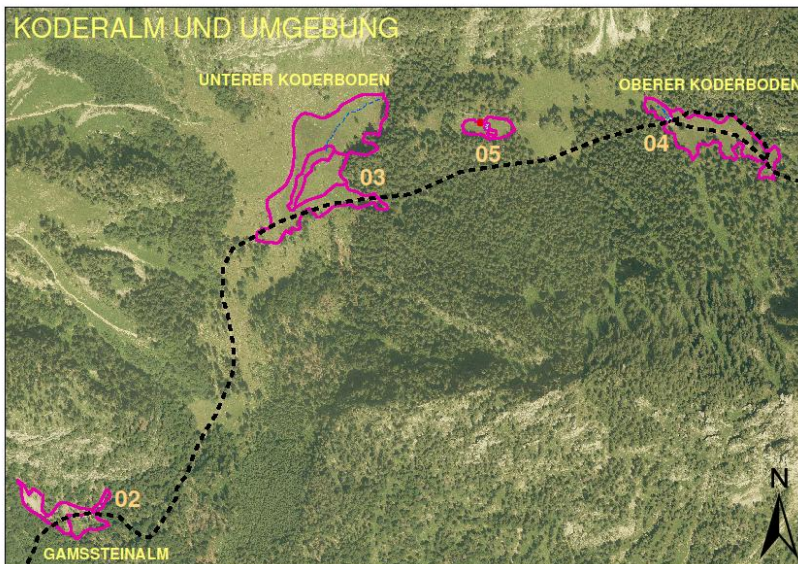 KODERALM UND UMGEBUNG
UNTERER KODERBODEN
OBERER KODERBODEN
05
04
03
02
N
GAMSSTEINALM